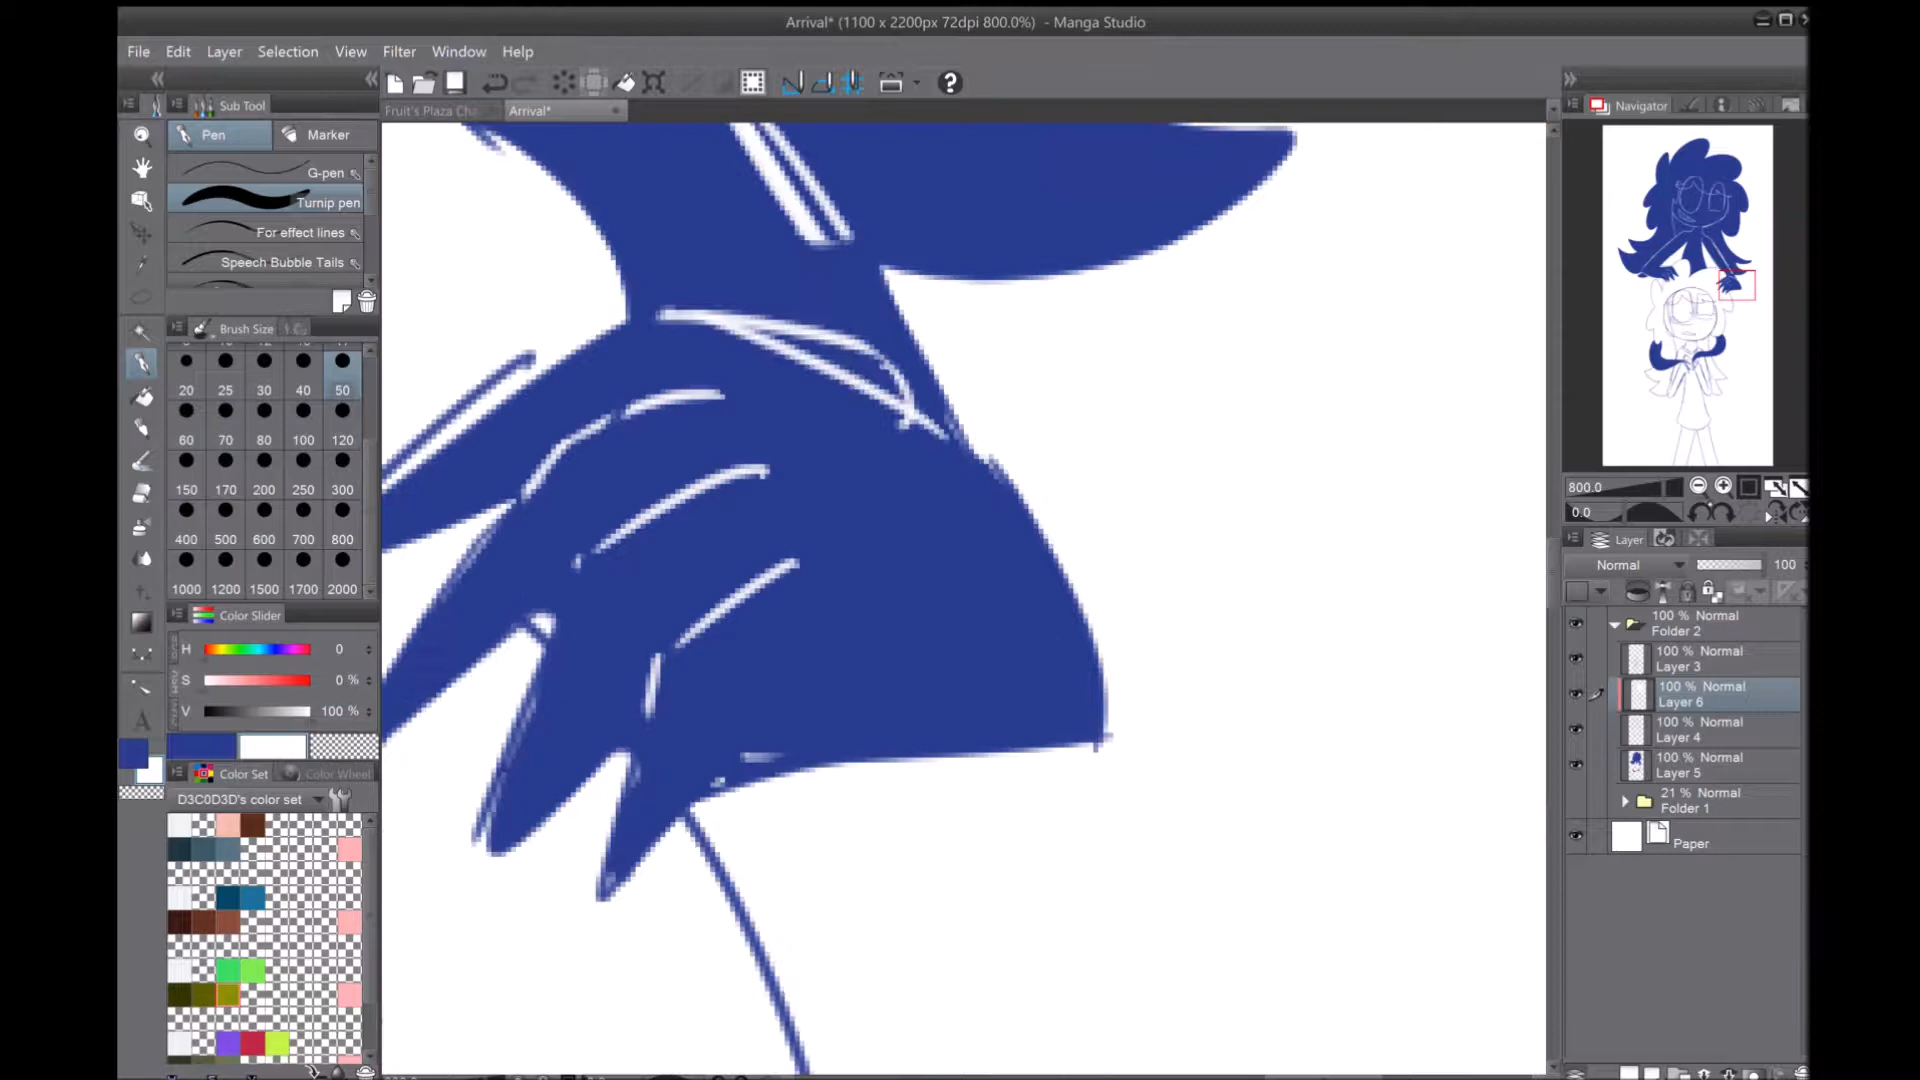 Arrival* (1100 x 2200px 72dpi 800.0%) - Manga Studio
File Edit Layer Selection View Filter Window Help
Sub Tool
Fruit's Plaza Cha
Arrival*
Navigator
Pen
Marker
G-pen
Turnip pen
For effect lines
Speech Bubble Tails
Brush Size
20 25 30 40 50
60 70 80 100 120
150 170 200 250 300
400 500 600 700 800
1000 1200 1500 1700 2000
Color Slider
H 0
S 0 %
V 100 %
Color Set
Color Wheel
D3C0D3D's color set
800.0
0.0
Layer
Normal 100
100 % Normal
Folder 2
100 % Normal
Layer 3
100 % Normal
Layer 6
100 % Normal
Layer 4
100 % Normal
Layer 5
21 % Normal
Folder 1
Paper
A